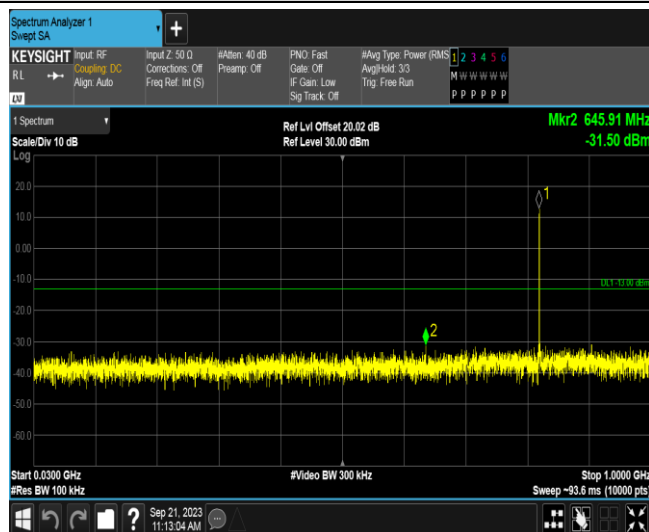 Spectrum Analyzer 1
Swept SA
KEYSIGHT Input: RF Input Z: 50 Ω #Atten: 40 dB PNO: Fast #Avg Type: Power (RMS 1 2 3 4 5 6
RL Coupling: DC Corrections: Off Preamp: Off Gate: Off Avg|Hold: 3/3 M W W W W W
Align: Auto Freq Ref: Int (S) IF Gain: Low Trig: Free Run
Sig Track: Off P P P P P P
LXI
1 Spectrum Ref Lvl Offset 20.02 dB Mkr2 645.91 MHz
Scale/Div 10 dB Ref Level 30.00 dBm -31.50 dBm
Log
20.0
1
10.0
0.00
-10.0
DL1 -13.00 dBm
-20.0
2
-30.0
-40.0
-50.0
-60.0
Start 0.0300 GHz #Video BW 300 kHz Stop 1.0000 GHz
#Res BW 100 kHz Sweep ~93.6 ms (10000 pts)
? Sep 21, 2023
11:13:04 AM